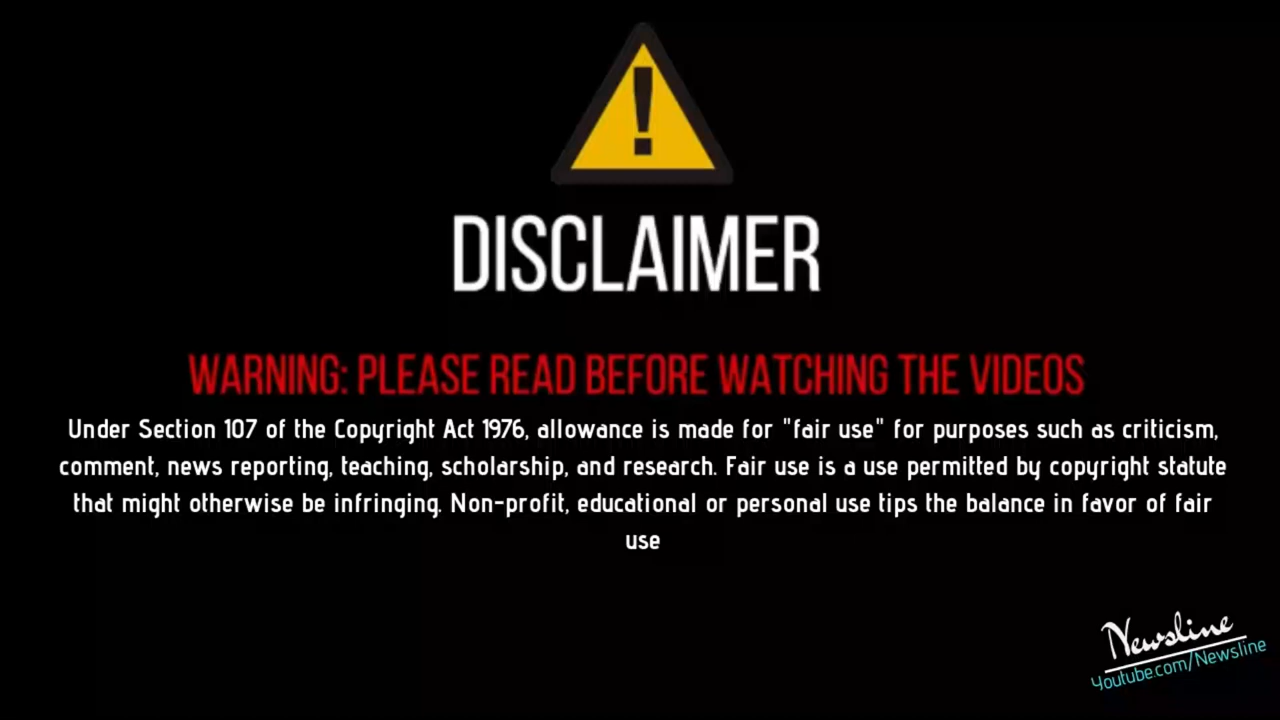 DISCLAIMER
WARNING: PLEASE READ BEFORE WATCHING THE VIDEOS
Under Section 107 of the Copyright Act 1976, allowance is made for "fair use" for purposes such as criticism,
comment, news reporting, teaching, scholarship, and research. Fair use is a use permitted by copyright statute
that might otherwise be infringing. Non-profit, educational or personal use tips the balance in favor of fair
use
Newsline
Youtube.com/Newsline